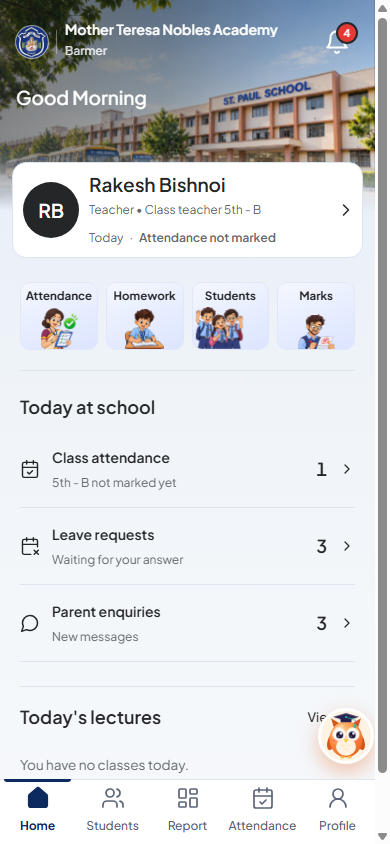 Mother Teresa Nobles Academy
Barmer
4
Good Morning
ST. PAUL SCHOOL
RB
Rakesh Bishnoi
Teacher • Class teacher 5th - B
Today · Attendance not marked
Attendance Homework Students Marks
Today at school
Class attendance
1
5th - B not marked yet
Leave requests
3
Waiting for your answer
Parent enquiries
3
New messages
Today's lectures
You have no classes today.
Home Students Report Attendance Profile